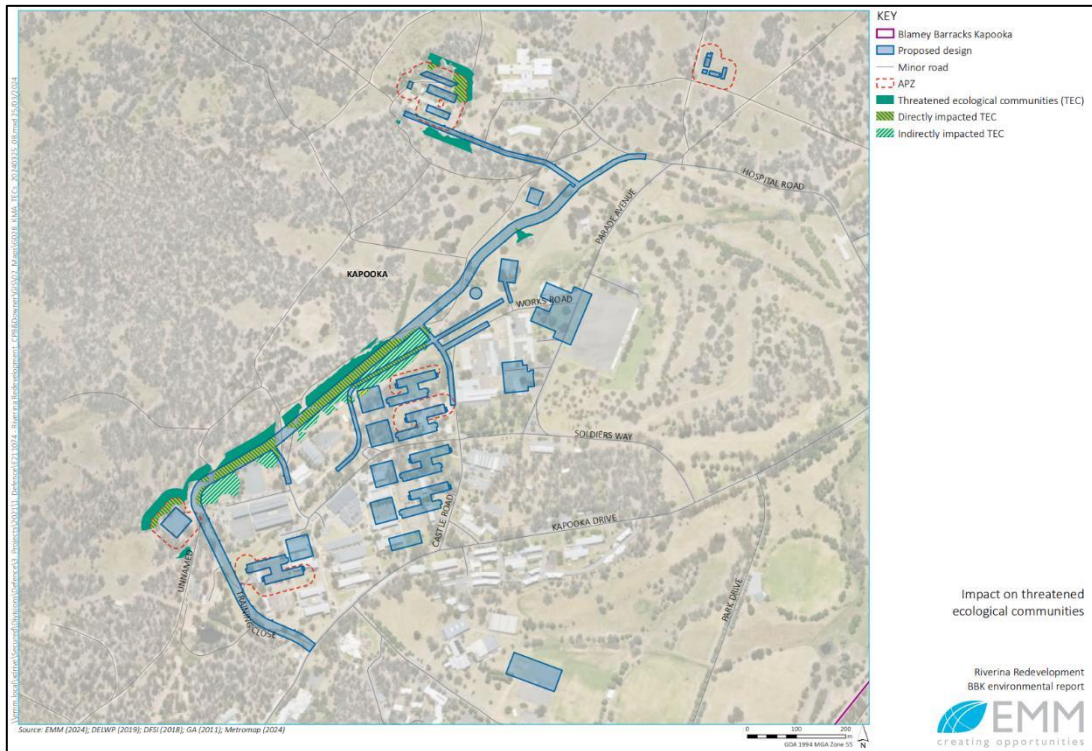 KEY
Blamey Barracks Kapooka
Proposed design
Minor road
APZ
Threatened ecological communities (TEC)
Directly impacted TEC
Indirectly impacted TEC
HOSPITAL ROAD
PARADE AVENUE
KAPOOKA
WORKS ROAD
SOLDIERS WAY
CASTLE ROAD
KAPOOKA DRIVE
UNNAMED
TRAINING CLOSE
PARK DRIVE
Impact on threatened
ecological communities
Riverina Redevelopment
BBK environmental report
EMM
creating opportunities
Source: EMM (2024); DELWP (2019); DFSI (2018); GA (2011); Metromap (2024)
0 100 200
m
GDA 1994 MGA Zone 55
N